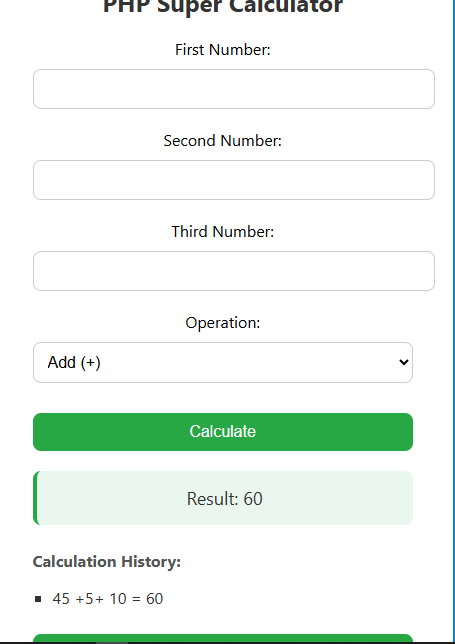 PHP Super Calculator
First Number:
Second Number:
Third Number:
Operation:
Add (+)
Calculate
Result: 60
Calculation History:
45 +5+ 10 = 60